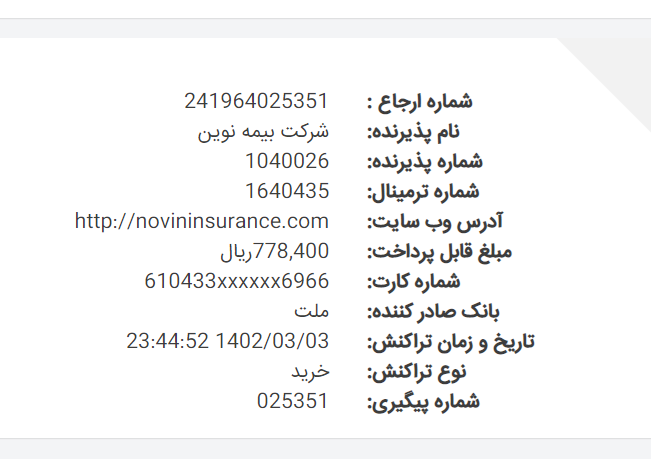 شماره ارجاع : 241964025351
نام پذیرنده: شرکت بیمه نوین
شماره پذیرنده: 1040026
شماره ترمینال: 1640435
آدرس وب سایت: http://novininsurance.com
مبلغ قابل پرداخت: 778,400ریال
شماره کارت: 610433xxxxxx6966
بانک صادر کننده: ملت
تاریخ و زمان تراکنش: 1402/03/03 23:44:52
نوع تراکنش: خرید
شماره پیگیری: 025351